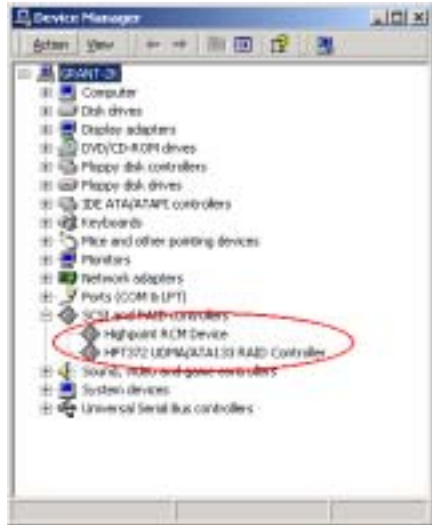 Device Manager
Action View
GRANT-2K
Computer
Disk drives
Display adapters
DVD/CD-ROM drives
Floppy disk controllers
Floppy disk drives
IDE ATA/ATAPI controllers
Keyboards
Mice and other pointing devices
Monitors
Network adapters
Ports (COM & LPT)
SCSI and RAID controllers
Highpoint RCM Device
HPT372 UDMA/ATA133 RAID Controller
Sound, video and game controllers
System devices
Universal Serial Bus controllers